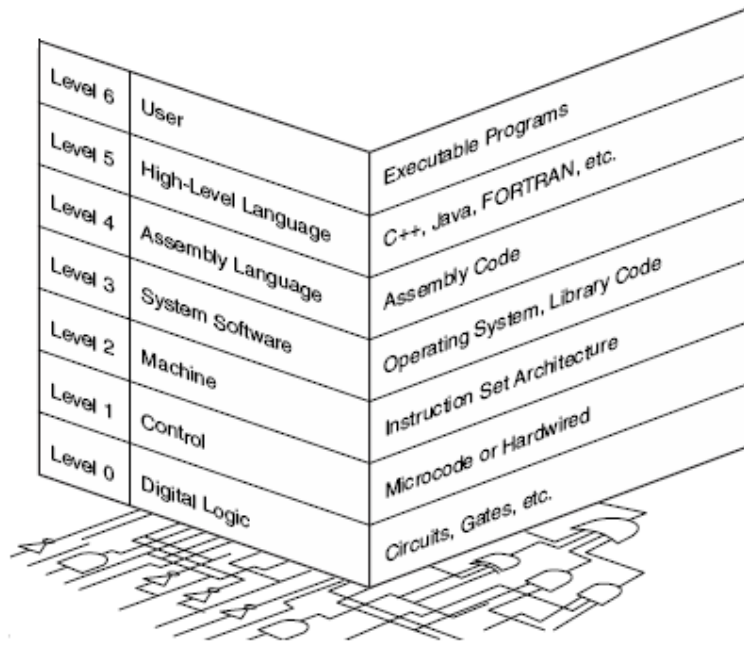 Level 6 User Executable Programs
Level 5 High-Level Language C++, Java, FORTRAN, etc.
Level 4 Assembly Language Assembly Code
Level 3 System Software Operating System, Library Code
Level 2 Machine Instruction Set Architecture
Level 1 Control Microcode or Hardwired
Level 0 Digital Logic Circuits, Gates, etc.